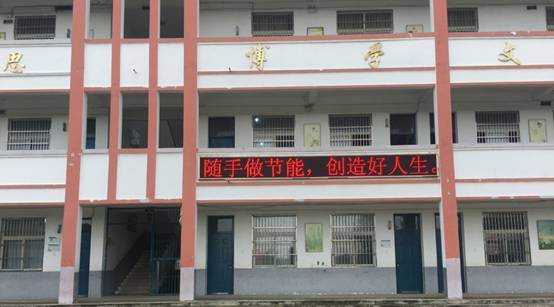 思 博 学 文
随手做节能，创造好人生。